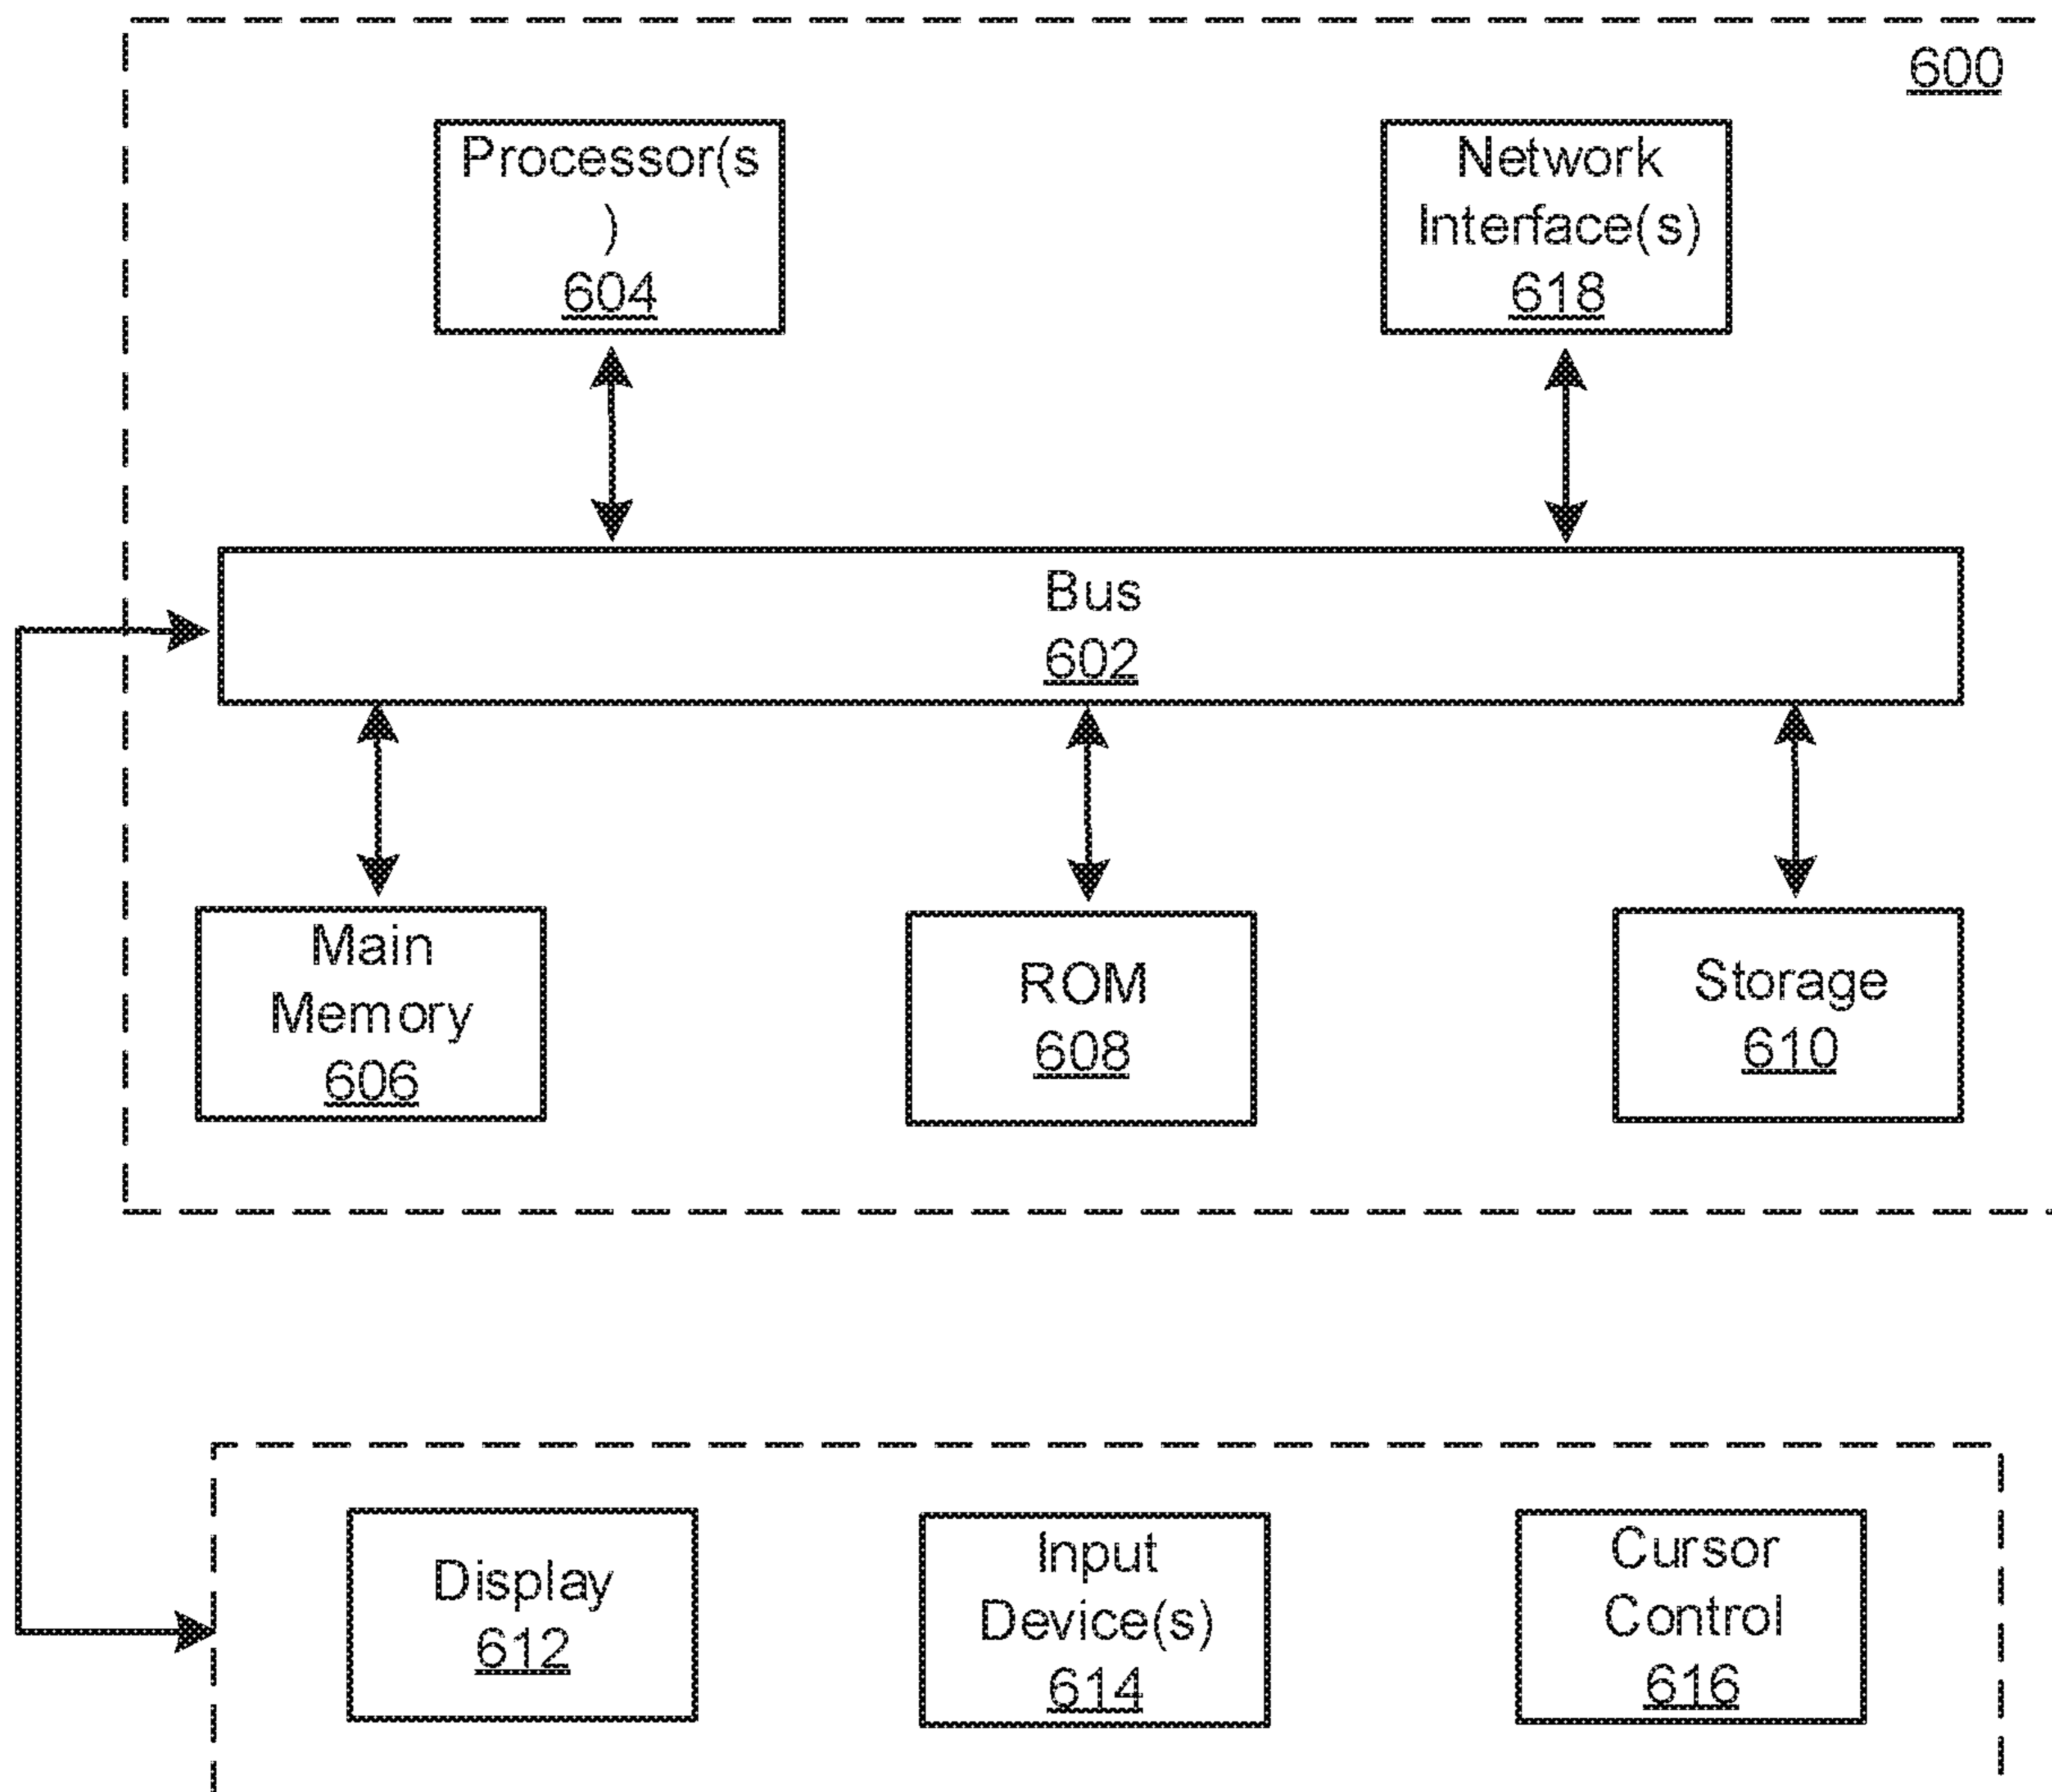 600
Processor(s
)
604
Network
Interface(s)
618
Bus
602
Main
Memory
606
ROM
608
Storage
610
Display
612
Input
Device(s)
614
Cursor
Control
616